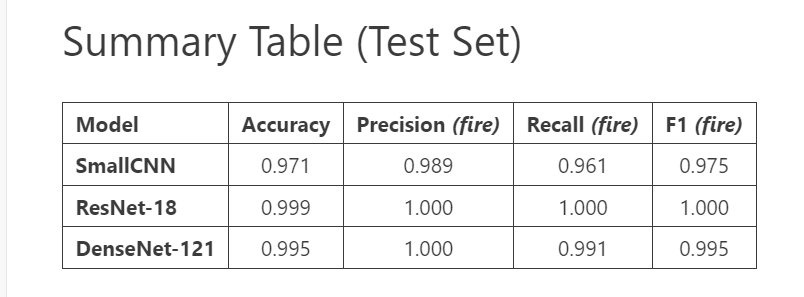 Summary Table (Test Set)
Model Accuracy Precision (fire) Recall (fire) F1 (fire)
SmallCNN 0.971 0.989 0.961 0.975
ResNet-18 0.999 1.000 1.000 1.000
DenseNet-121 0.995 1.000 0.991 0.995